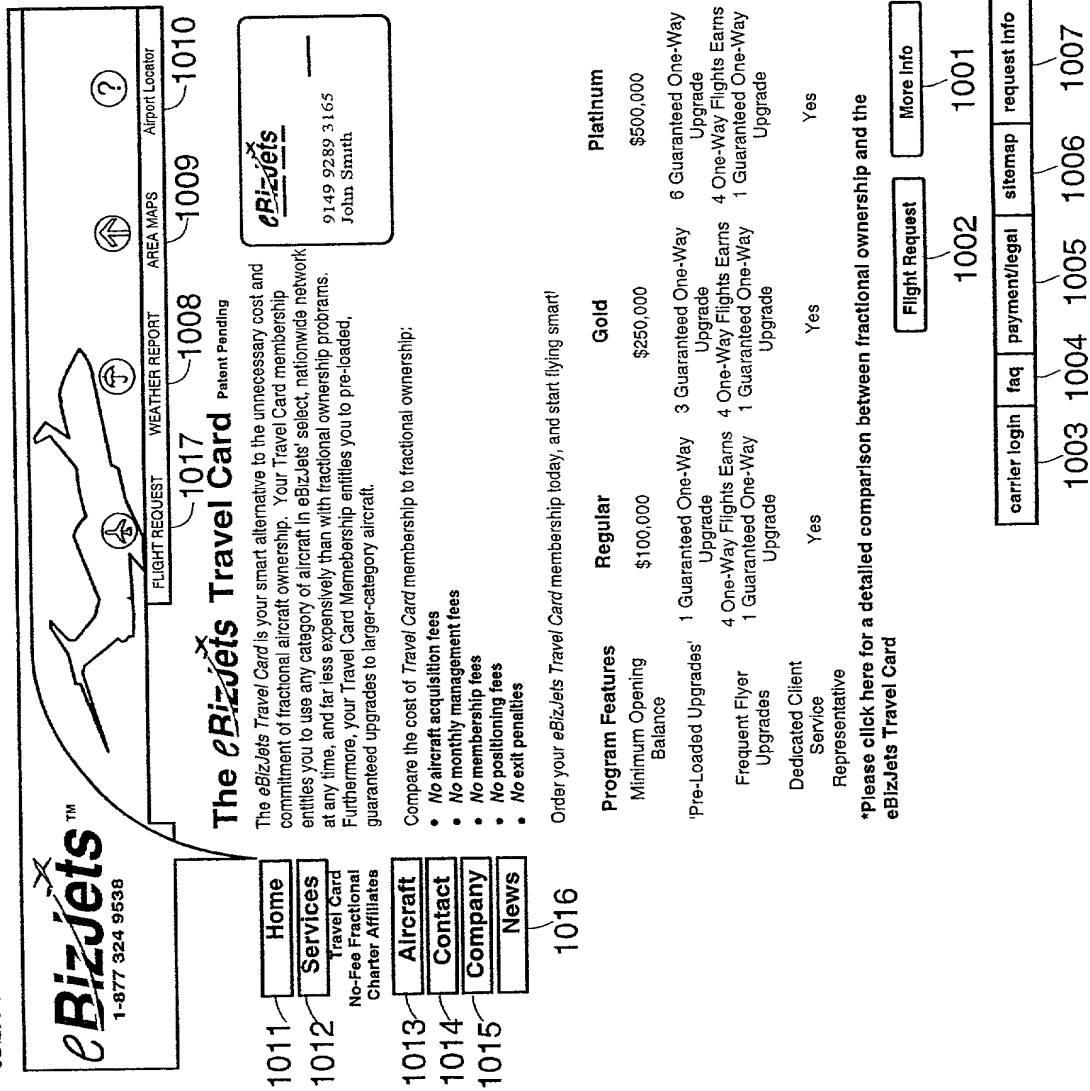 eBizJets™
1-877 324 9538
FLIGHT REQUEST
WEATHER REPORT
AREA MAPS
Airport Locator
?
1017
1008
1009
1010
The eBizJets Travel Card Patent Pending
The eBizJets Travel Card is your smart alternative to the unnecessary cost and
commitment of fractional aircraft ownership. Your Travel Card membership
entitles you to use any category of aircraft in eBizJets' select, nationwide network
at any time, and far less expensively than with fractional ownership probrams.
Furthermore, your Travel Card Memebership entitles you to pre-loaded,
guaranteed upgrades to larger-category aircraft.
eBizJets
9149 9289 3165
John Smith
1011
Home
1012
Services
Travel Card
No-Fee Fractional
Charter Affiliates
1013
Aircraft
1014
Contact
1015
Company
News
1016
Compare the cost of Travel Card membership to fractional ownership:
• No aircraft acquisition fees
• No monthly management fees
• No membership fees
• No positioning fees
• No exit penalties
Order your eBizJets Travel Card membership today, and start flying smart!
Program Features Regular Gold Platinum
Minimum Opening Balance $100,000 $250,000 $500,000
'Pre-Loaded Upgrades' 1 Guaranteed One-Way Upgrade 3 Guaranteed One-Way Upgrade 6 Guaranteed One-Way Upgrade
Frequent Flyer Upgrades 4 One-Way Flights Earns 1 Guaranteed One-Way Upgrade 4 One-Way Flights Earns 1 Guaranteed One-Way Upgrade 4 One-Way Flights Earns 1 Guaranteed One-Way Upgrade
Dedicated Client Service Representative Yes Yes Yes
*Please click here for a detailed comparison between fractional ownership and the
eBizJets Travel Card
Flight Request
More Info
1002
1001
carrier login
faq
payment/legal
sitemap
request info
1003
1004
1005
1006
1007